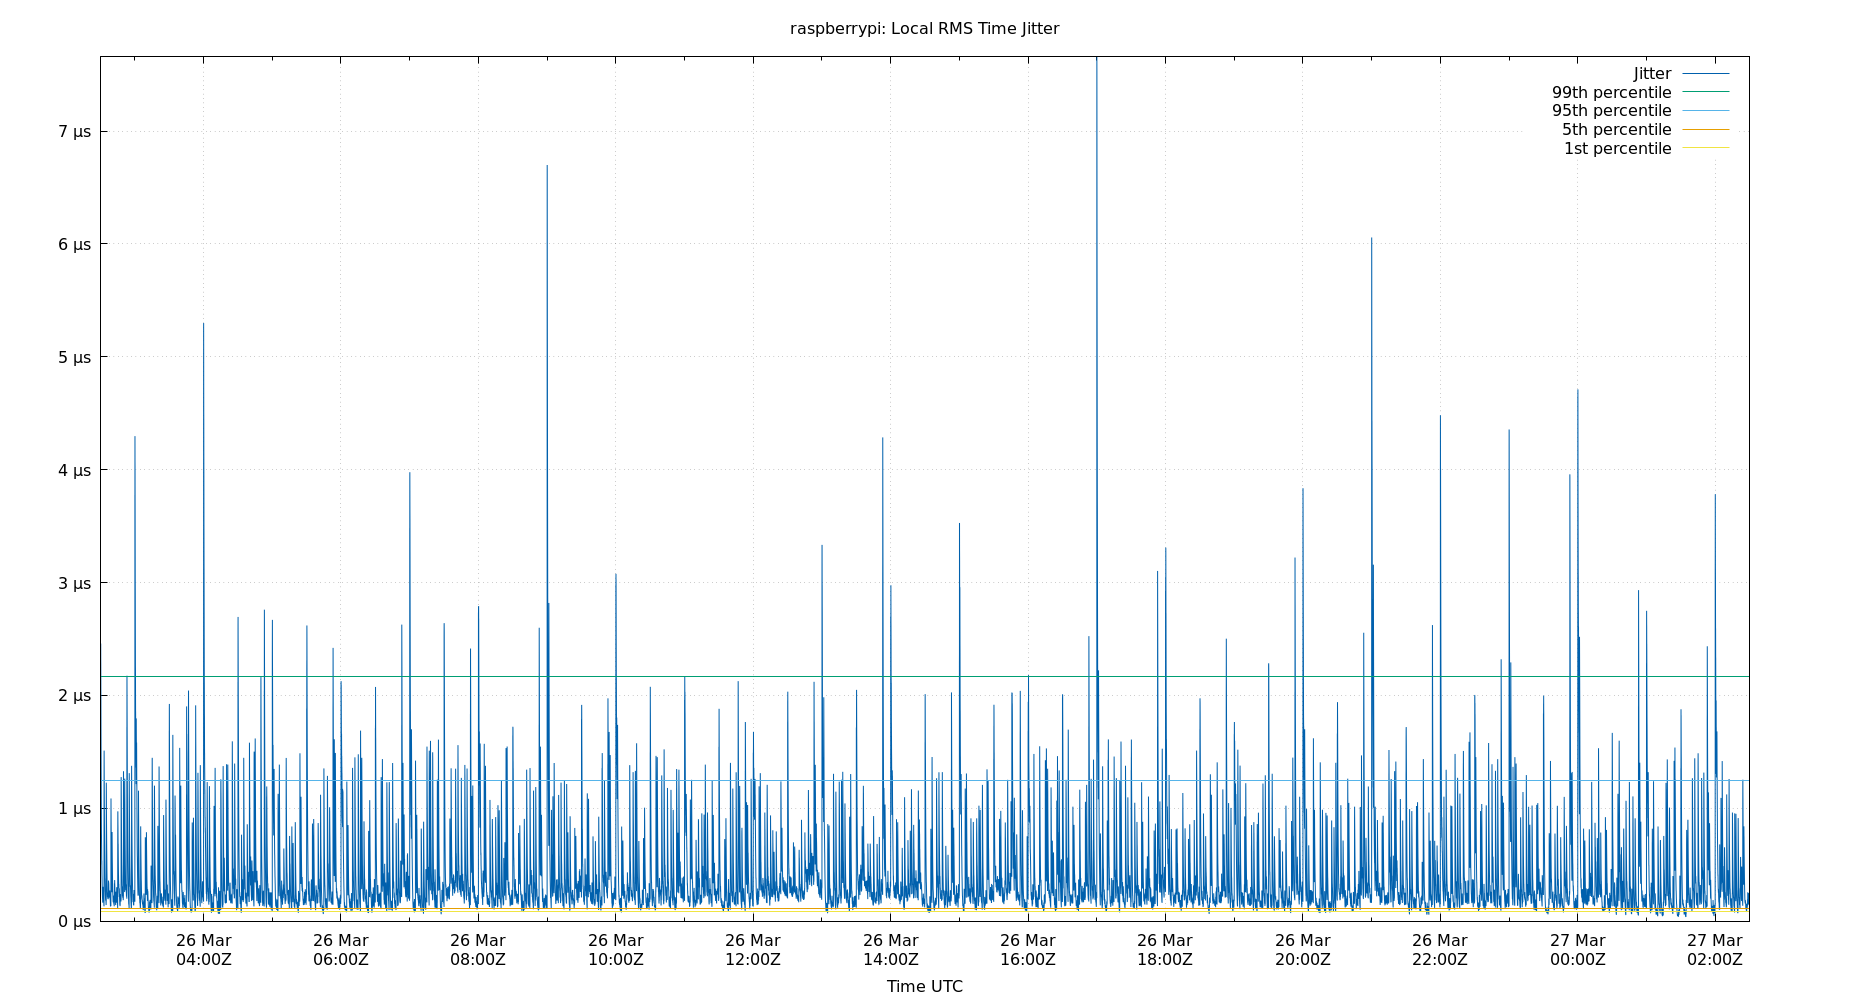 raspberrypi: Local RMS Time Jitter
Jitter
99th percentile
95th percentile
5th percentile
1st percentile
7 µs
6 µs
5 µs
4 µs
3 µs
2 µs
1 µs
0 µs
26 Mar 26 Mar 26 Mar 26 Mar 26 Mar 26 Mar 26 Mar 26 Mar 26 Mar 26 Mar 27 Mar 27 Mar
04:00Z 06:00Z 08:00Z 10:00Z 12:00Z 14:00Z 16:00Z 18:00Z 20:00Z 22:00Z 00:00Z 02:00Z
Time UTC